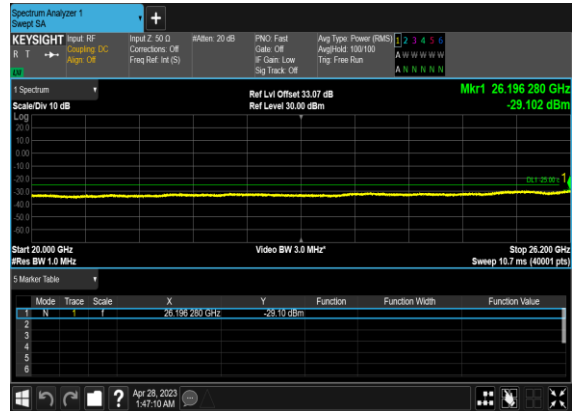 Spectrum Analyzer 1
Swept SA
KEYSIGHT Input: RF Input Z: 50 Ω #Atten: 20 dB PNO: Fast Avg Type: Power (RMS) 1 2 3 4 5 6
R T Coupling: DC Corrections: Off Gate: Off Avg|Hold: 100/100 A W W W W W
Align: Off Freq Ref: Int (S) IF Gain: Low Trig: Free Run
Sig Track: Off A N N N N N
1 Spectrum Ref Lvl Offset 33.07 dB Mkr1 26.196 280 GHz
Scale/Div 10 dB Ref Level 30.00 dBm -29.102 dBm
Log
20.0
10.0
0.00
-10.0
-20.0
-30.0
-40.0
-50.0
-60.0
1
Start 20.000 GHz Video BW 3.0 MHz* Stop 26.200 GHz
#Res BW 1.0 MHz Sweep 10.7 ms (40001 pts)
5 Marker Table
Mode Trace Scale X Y Function Function Width Function Value
1 N 1 f 26.196 280 GHz -29.10 dBm
2
3
4
5
6
? Apr 28, 2023
1:47:10 AM